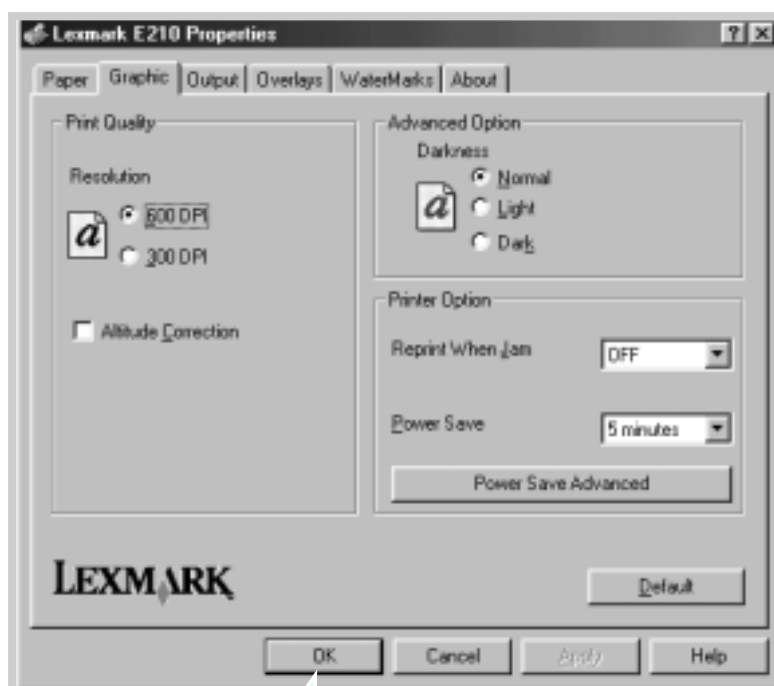 Lexmark E210 Properties
Paper Graphic Output Overlays WaterMarks About
Print Quality
Resolution
a
600 DPI
300 DPI
Altitude Correction
Advanced Option
Darkness
a
Normal
Light
Dark
Printer Option
Reprint When Jam OFF
Power Save 5 minutes
Power Save Advanced
LEXMARK
Default
OK Cancel Apply Help